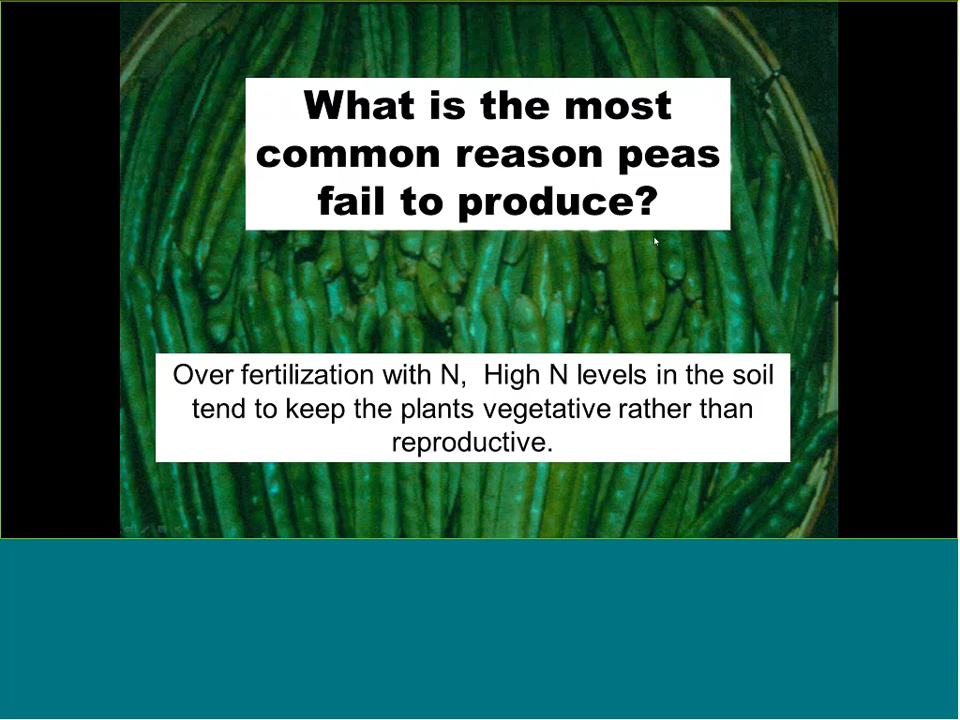 What is the most
common reason peas
fail to produce?
Over fertilization with N,  High N levels in the soil
tend to keep the plants vegetative rather than
reproductive.